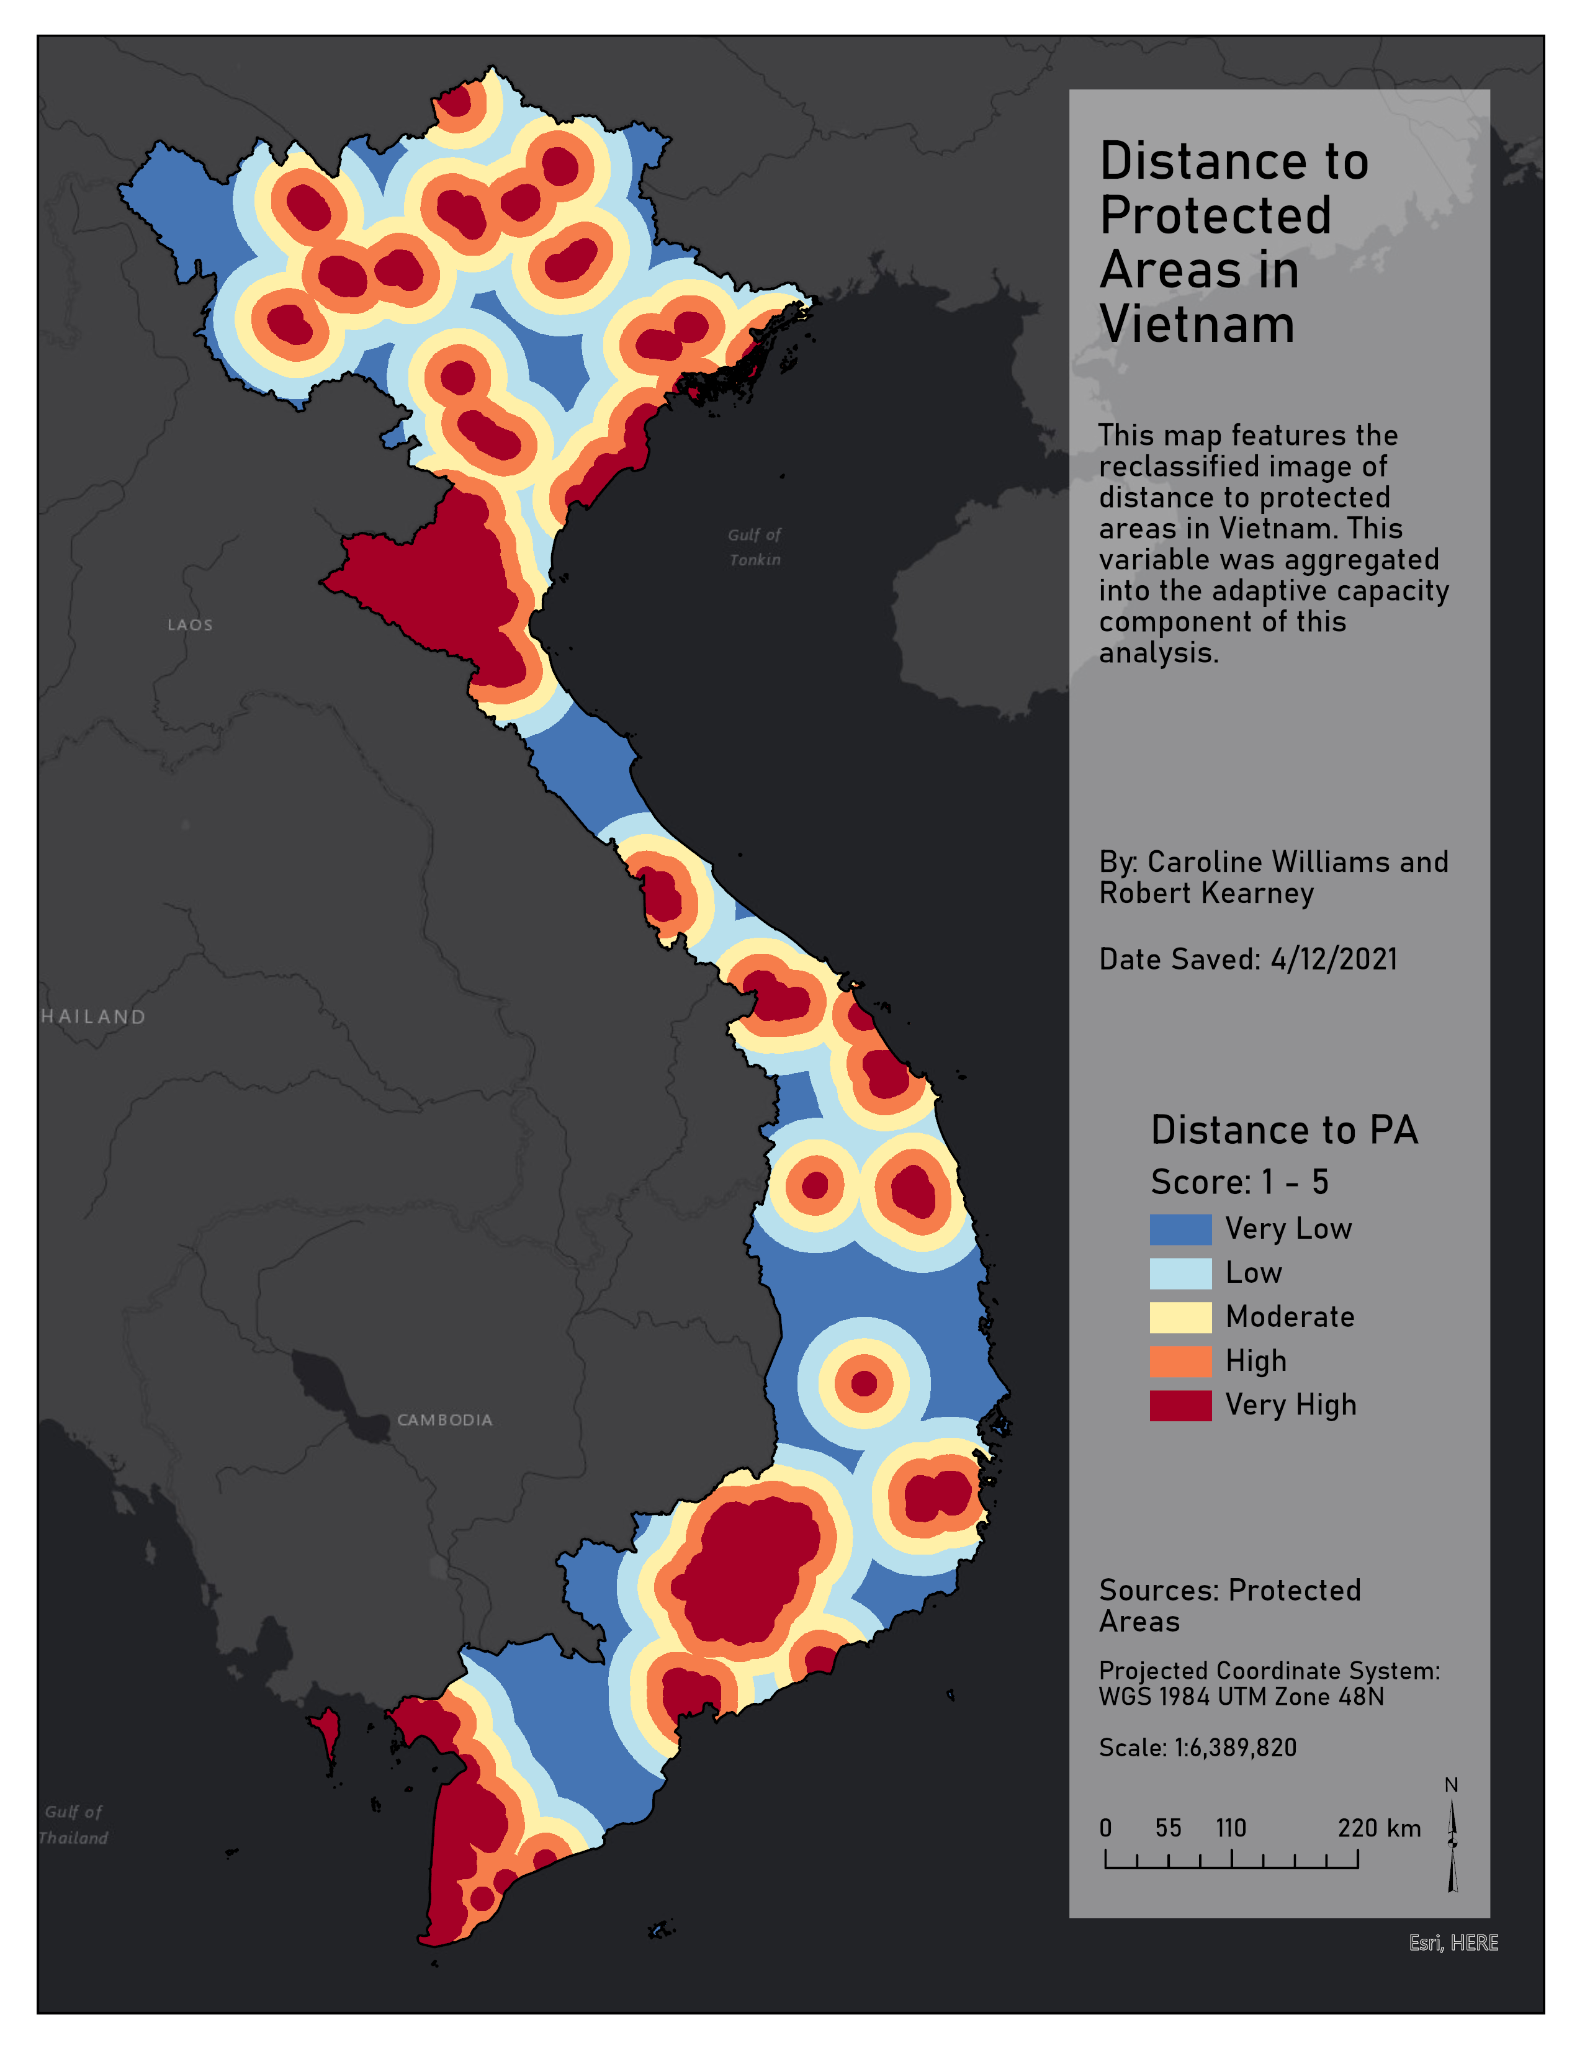 Distance to
Protected
Areas in
Vietnam
This map features the
reclassified image of
distance to protected
areas in Vietnam. This
variable was aggregated
into the adaptive capacity
component of this
analysis.
By: Caroline Williams and
Robert Kearney
Date Saved: 4/12/2021
Distance to PA
Score: 1 - 5
Very Low
Low
Moderate
High
Very High
Sources: Protected
Areas
Projected Coordinate System:
WGS 1984 UTM Zone 48N
Scale: 1:6,389,820
N
0 55 110 220 km
Esri, HERE
Gulf of
Tonkin
LAOS
HAILAND
CAMBODIA
Gulf of
Thailand